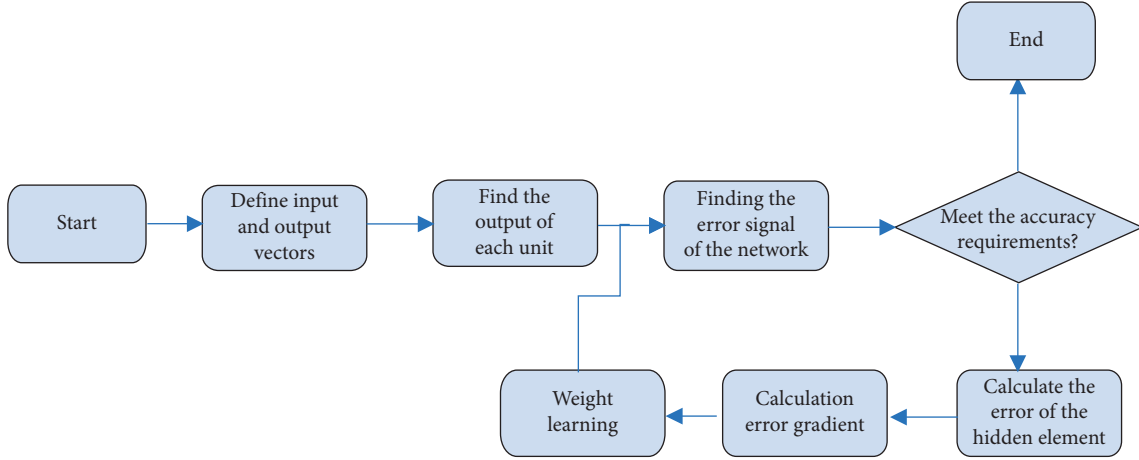 End
Start
Define input
and output
vectors
Find the
output of
each unit
Finding the
error signal
of the network
Meet the accuracy
requirements?
Weight
learning
Calculation
error gradient
Calculate the
error of the
hidden element